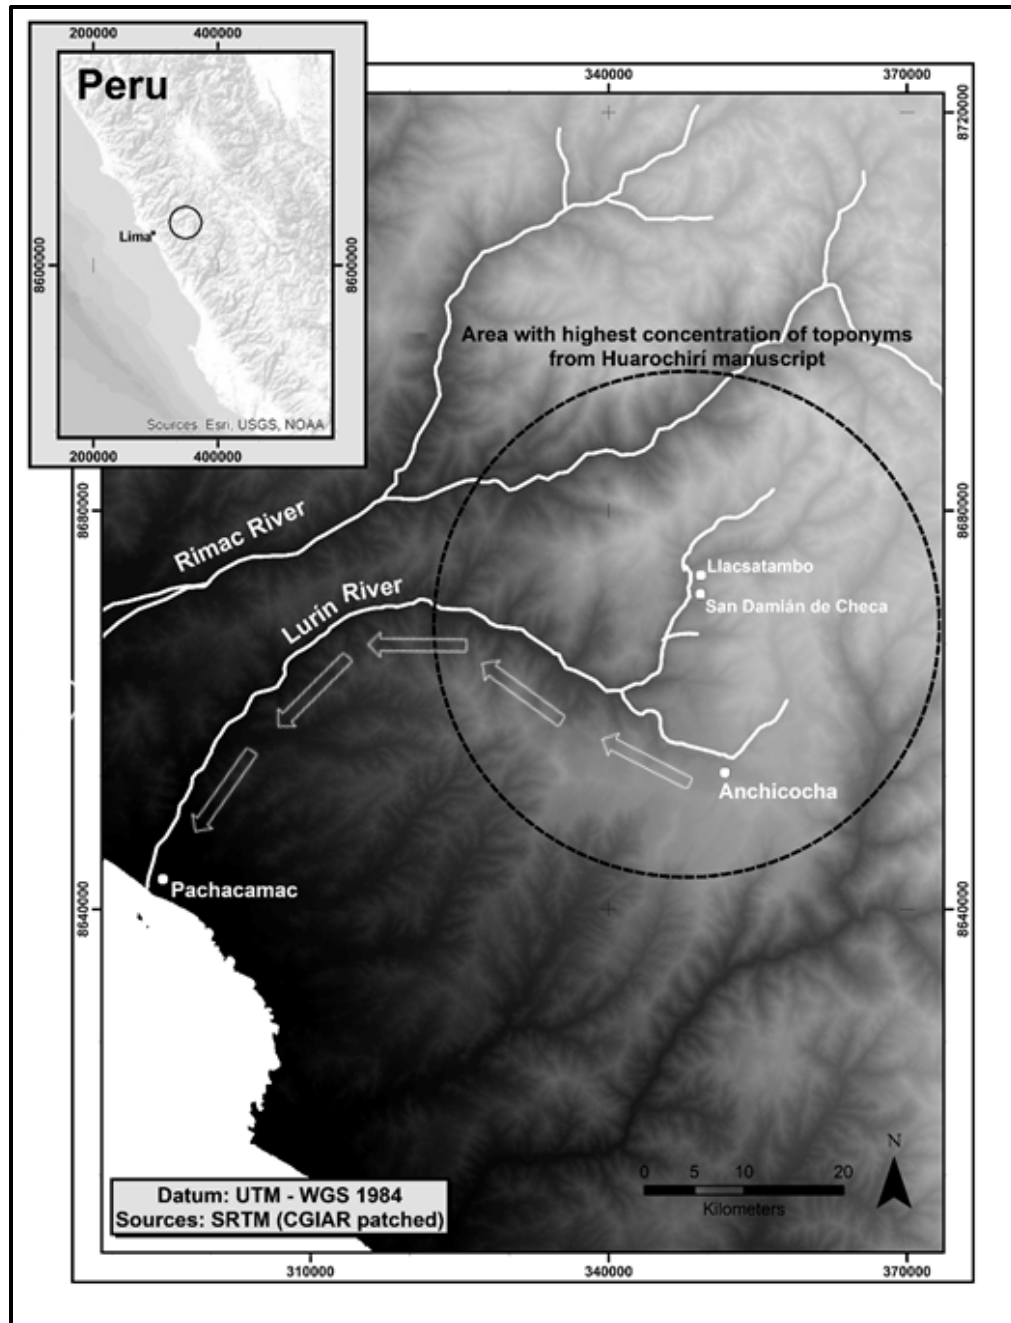 200000 400000
Peru
Lima
8600000 8600000
Sources: Esri, USGS, NOAA
200000 400000
340000 370000
8720000
Area with highest concentration of toponyms
from Huarochirí manuscript
8680000 8680000
Rimac River
Lurín River
Llacsatambo
San Damián de Checa
Anchicocha
Pachacamac
8640000 8640000
N
0 5 10 20
Kilometers
Datum: UTM - WGS 1984
Sources: SRTM (CGIAR patched)
310000 340000 370000